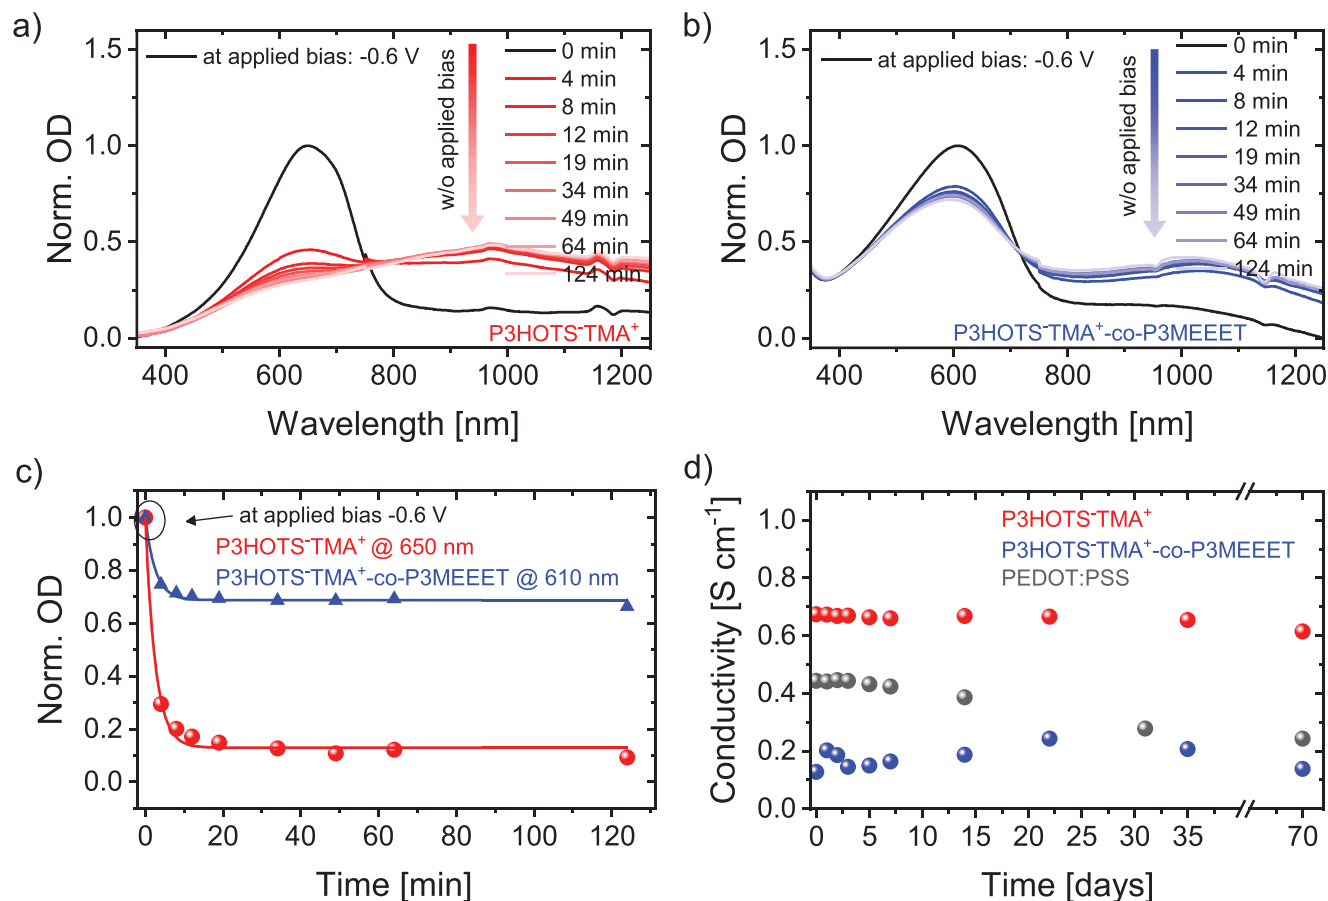 a)
Norm. OD
1.5
1.0
0.5
0.0
at applied bias: -0.6 V
w/o applied bias
0 min
4 min
8 min
12 min
19 min
34 min
49 min
64 min
124 min
P3HOTS⁻TMA⁺
400 600 800 1000 1200
Wavelength [nm]
b)
Norm. OD
1.5
1.0
0.5
0.0
at applied bias: -0.6 V
w/o applied bias
0 min
4 min
8 min
12 min
19 min
34 min
49 min
64 min
124 min
P3HOTS⁻TMA⁺-co-P3MEEET
400 600 800 1000 1200
Wavelength [nm]
c)
Norm. OD
1.0
0.8
0.6
0.4
0.2
0.0
at applied bias -0.6 V
P3HOTS⁻TMA⁺ @ 650 nm
P3HOTS⁻TMA⁺-co-P3MEEET @ 610 nm
0 20 40 60 80 100 120
Time [min]
d)
Conductivity [S cm⁻¹]
1.0
0.8
0.6
0.4
0.2
0.0
P3HOTS⁻TMA⁺
P3HOTS⁻TMA⁺-co-P3MEEET
PEDOT:PSS
0 5 10 15 20 25 30 35 70
Time [days]